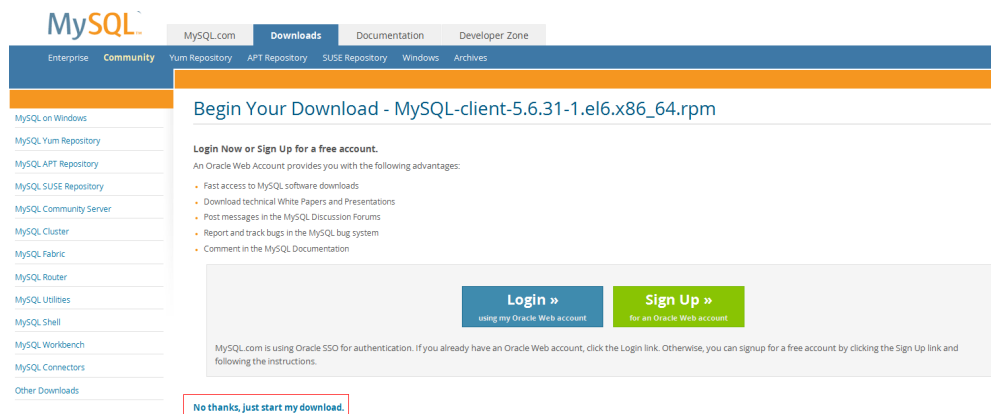 MySQL™
MySQL.com Downloads Documentation Developer Zone
Enterprise Community Yum Repository APT Repository SUSE Repository Windows Archives
MySQL on Windows
MySQL Yum Repository
MySQL APT Repository
MySQL SUSE Repository
MySQL Community Server
MySQL Cluster
MySQL Fabric
MySQL Router
MySQL Utilities
MySQL Shell
MySQL Workbench
MySQL Connectors
Other Downloads
Begin Your Download - MySQL-client-5.6.31-1.el6.x86_64.rpm
Login Now or Sign Up for a free account.
An Oracle Web Account provides you with the following advantages:
Fast access to MySQL software downloads
Download technical White Papers and Presentations
Post messages in the MySQL Discussion Forums
Report and track bugs in the MySQL bug system
Comment in the MySQL Documentation
Login »
using my Oracle Web account
Sign Up »
for an Oracle Web account
MySQL.com is using Oracle SSO for authentication. If you already have an Oracle Web account, click the Login link. Otherwise, you can signup for a free account by clicking the Sign Up link and
following the instructions.
No thanks, just start my download.